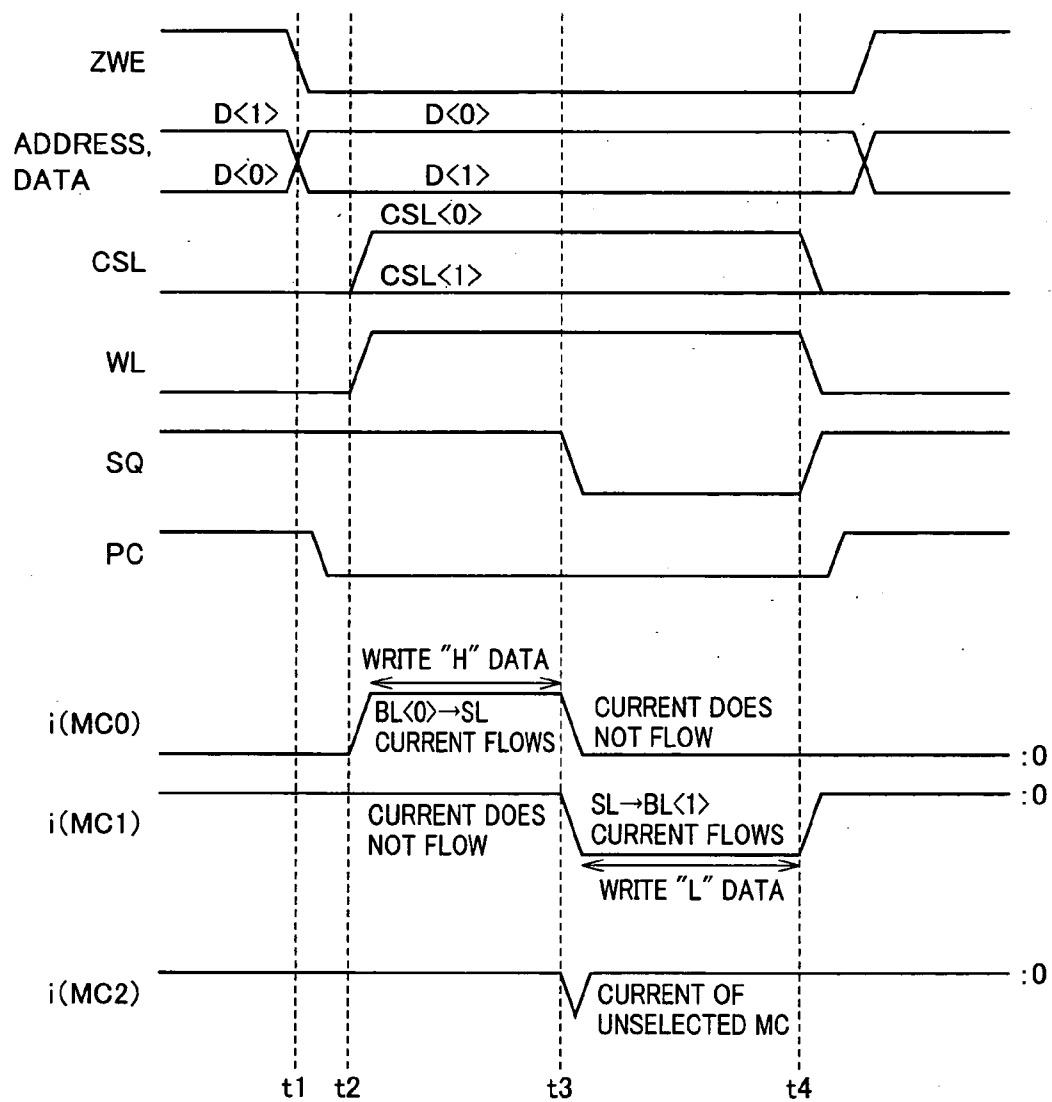 ZWE
D<1> D<0>
ADDRESS,
DATA
D<0> D<1>
CSL<0>
CSL
CSL<1>
WL
SQ
PC
WRITE "H" DATA
i(MC0)
BL<0>→SL
CURRENT FLOWS
CURRENT DOES
NOT FLOW
:0
:0
i(MC1)
CURRENT DOES
NOT FLOW
SL→BL<1>
CURRENT FLOWS
WRITE "L" DATA
i(MC2)
:0
CURRENT OF
UNSELECTED MC
t1 t2 t3 t4